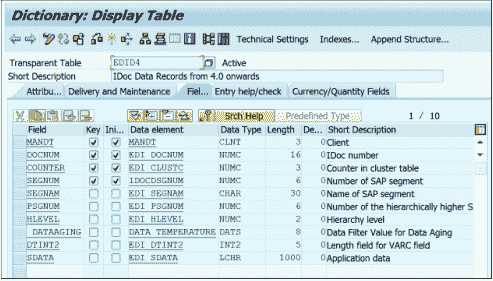 Dictionary: Display Table
Technical Settings Indexes... Append Structure...
Transparent Table EDID4 Active
Short Description IDoc Data Records from 4.0 onwards
Attribu... Delivery and Maintenance Fiel... Entry help/check Currency/Quantity Fields
Srch Help Predefined Type 1 / 10
Field Key Ini... Data element Data Type Length De... Short Description
MANDT MANDT CLNT 3 0 Client
DOCNUM EDI_DOCNUM NUMC 16 0 IDoc number
COUNTER EDI_CLUSTC NUMC 3 0 Counter in cluster table
SEGNUM IDOCDSGNUM NUMC 6 0 Number of SAP segment
SEGNAM EDI_SEGNAM CHAR 30 0 Name of SAP segment
PSGNUM EDI_PSGNUM NUMC 6 0 Number of the hierarchically higher S
HLEVEL EDI_HLEVEL NUMC 2 0 Hierarchy level
_DATAAGING DATA_TEMPERATURE DATS 8 0 Data Filter Value for Data Aging
DTINT2 EDI_DTINT2 INT2 5 0 Length field for VARC field
SDATA EDI_SDATA LCHR 1000 0 Application data